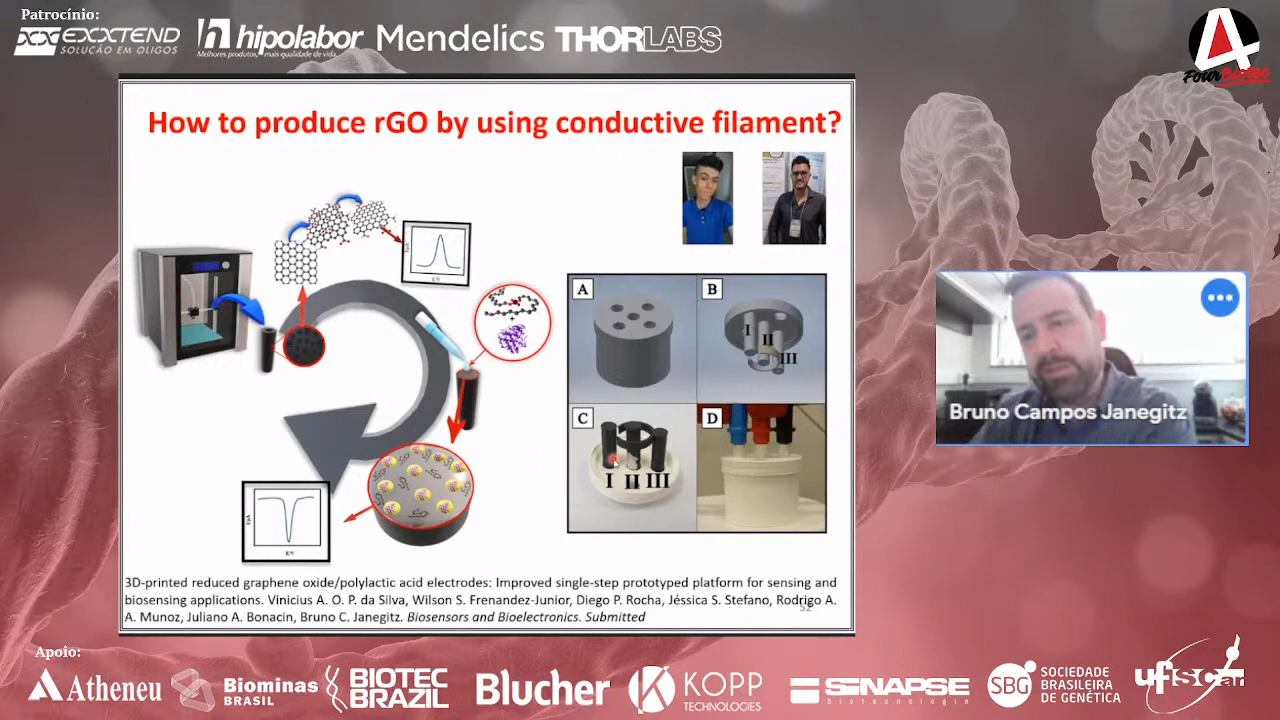 Patrocínio:
EXXTEND
SOLUÇÃO EM OLIGOS
hipolabor
Melhores produtos, mais qualidade de vida.
Mendelics
THORLABS
A
FourBiotec
How to produce rGO by using conductive filament?
E/V
E/V
A
B
I
II
III
C
D
I II III
3D-printed reduced graphene oxide/polylactic acid electrodes: Improved single-step prototyped platform for sensing and
biosensing applications. Vinicius A. O. P. da Silva, Wilson S. Frenandez-Junior, Diego P. Rocha, Jéssica S. Stefano, Rodrigo A.
A. Munoz, Juliano A. Bonacin, Bruno C. Janegitz. Biosensors and Bioelectronics. Submitted
52
Bruno Campos Janegitz
Apoio:
Atheneu
Biominas
BRASIL
BIOTEC
BRAZIL
Blucher
KOPP
TECHNOLOGIES
SiNAPSE
biotecnologia
SBG
SOCIEDADE
BRASILEIRA
DE GENÉTICA
ufscar